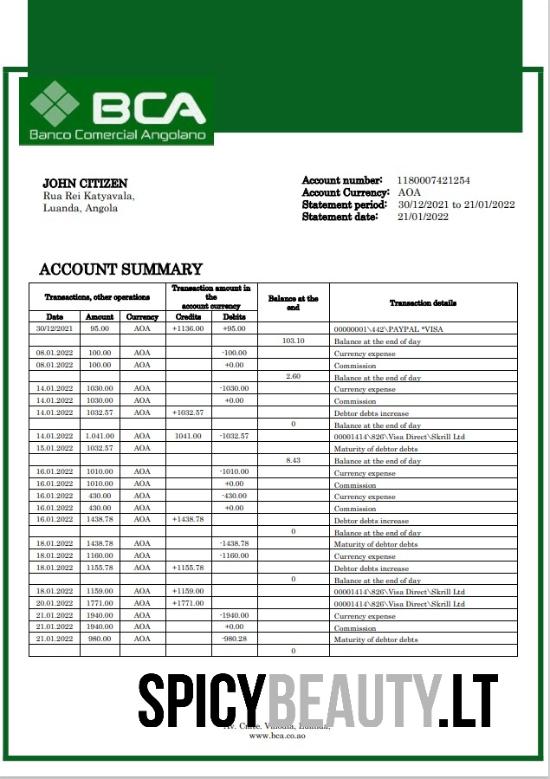 BCA
Banco Comercial Angolano
JOHN CITIZEN
Rua Rei Katyavala,
Luanda, Angola
Account number: 1180007421254
Account Currency: AOA
Statement period: 30/12/2021 to 21/01/2022
Statement date: 21/01/2022
ACCOUNT SUMMARY
Transactions, other operations Transaction amount in the account currency Balance at the end Transaction details
Date Amount Currency Credits Debits
30/12/2021 95.00 AOA +1136.00 +95.00 00000001\442\PAYPAL *VISA
103.10 Balance at the end of day
08.01.2022 100.00 AOA -100.00 Currency expense
08.01.2022 100.00 AOA +0.00 Commission
2.60 Balance at the end of day
14.01.2022 1030.00 AOA -1030.00 Currency expense
14.01.2022 1030.00 AOA +0.00 Commission
14.01.2022 1032.57 AOA +1032.57 Debtor debts increase
0 Balance at the end of day
14.01.2022 1.041.00 AOA 1041.00 -1032.57 00001414\826\Visa Direct\Skrill Ltd
15.01.2022 1032.57 AOA Maturity of debtor debts
8.43 Balance at the end of day
16.01.2022 1010.00 AOA -1010.00 Currency expense
16.01.2022 1010.00 AOA +0.00 Commission
16.01.2022 430.00 AOA -430.00 Currency expense
16.01.2022 430.00 AOA +0.00 Commission
16.01.2022 1438.78 AOA +1438.78 Debtor debts increase
0 Balance at the end of day
18.01.2022 1438.78 AOA -1438.78 Maturity of debtor debts
18.01.2022 1160.00 AOA -1160.00 Currency expense
18.01.2022 1155.78 AOA +1155.78 Debtor debts increase
0 Balance at the end of day
18.01.2022 1159.00 AOA +1159.00 00001414\826\Visa Direct\Skrill Ltd
20.01.2022 1771.00 AOA +1771.00 00001414\826\Visa Direct\Skrill Ltd
21.01.2022 1940.00 AOA -1940.00 Currency expense
21.01.2022 1940.00 AOA +0.00 Commission
21.01.2022 980.00 AOA -980.28 Maturity of debtor debts
0
SPICYBEAUTY.LT
Luanda,
www.bca.co.ao